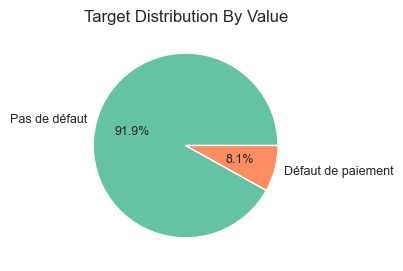 Target Distribution By Value
Pas de défaut
91.9%
8.1%
Défaut de paiement